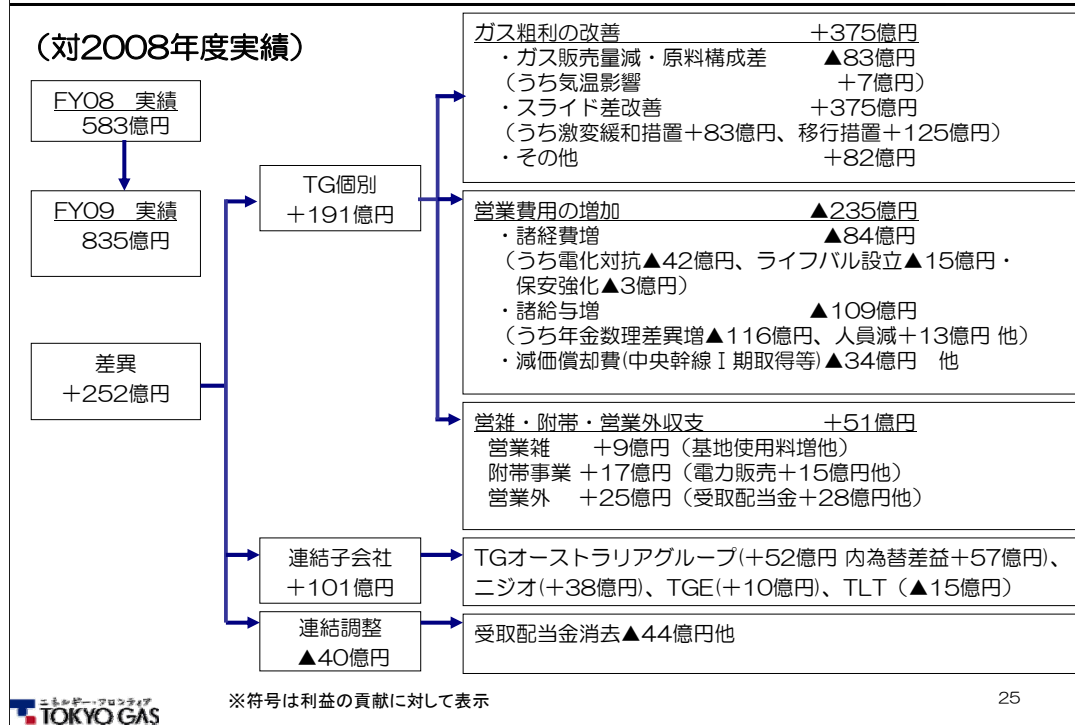 （対2008年度実績）
FY08　実績
583億円
FY09　実績
835億円
差異
＋252億円
TG個別
＋191億円
ガス粗利の改善　＋375億円
・ガス販売量減・原料構成差　▲83億円
（うち気温影響　＋7億円）
・スライド差改善　＋375億円
（うち激変緩和措置＋83億円、移行措置＋125億円）
・その他　＋82億円
営業費用の増加　▲235億円
・諸経費増　▲84億円
（うち電化対抗▲42億円、ライフバル設立▲15億円・
保安強化▲3億円）
・諸給与増　▲109億円
（うち年金数理差異増▲116億円、人員減＋13億円 他）
・減価償却費(中央幹線Ⅰ期取得等)▲34億円　他
営雑・附帯・営業外収支　＋51億円
営業雑　＋9億円（基地使用料増他）
附帯事業 ＋17億円（電力販売＋15億円他）
営業外　＋25億円（受取配当金＋28億円他）
連結子会社
＋101億円
TGオーストラリアグループ(＋52億円 内為替差益＋57億円)、
ニジオ(＋38億円)、TGE(＋10億円)、TLT（▲15億円）
連結調整
▲40億円
受取配当金消去▲44億円他
エネルギー・フロンティア
TOKYO GAS
※符号は利益の貢献に対して表示
25